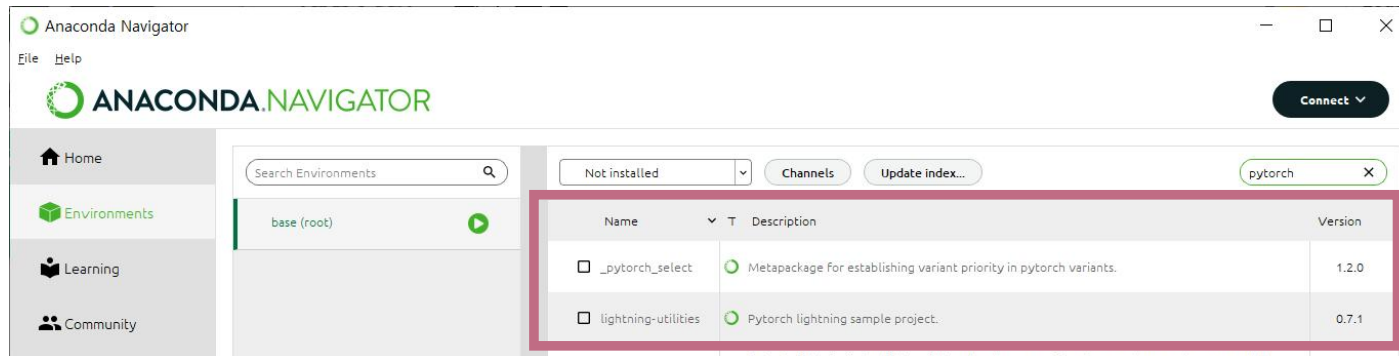 Anaconda Navigator
File Help
ANACONDA.NAVIGATOR
Connect
Home
Environments
Learning
Community
Search Environments
base (root)
Not installed Channels Update index... pytorch
Name T Description Version
_pytorch_select Metapackage for establishing variant priority in pytorch variants. 1.2.0
lightning-utilities Pytorch lightning sample project. 0.7.1